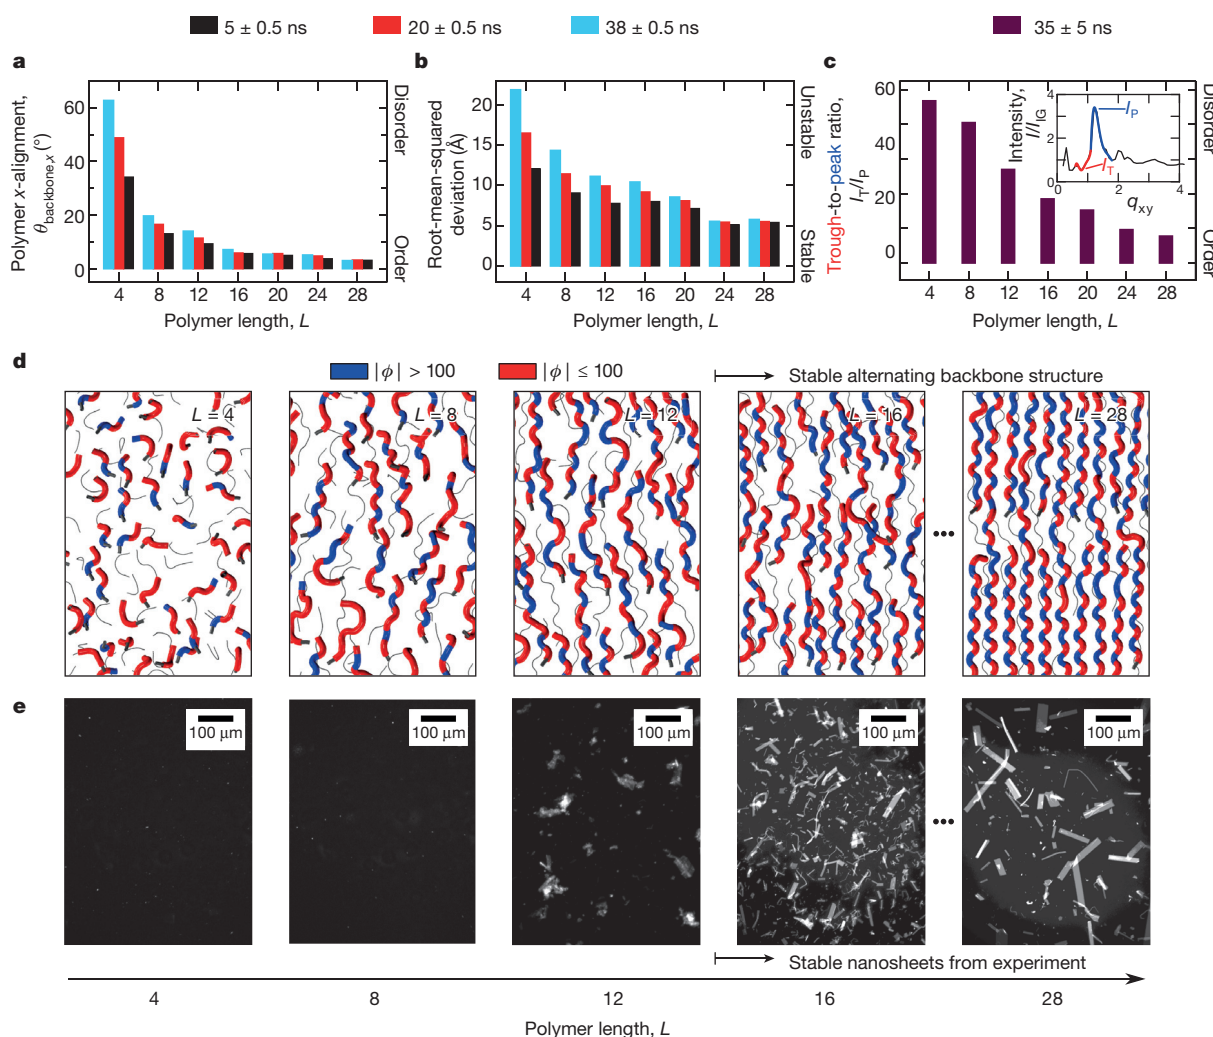 5 ± 0.5 ns
20 ± 0.5 ns
38 ± 0.5 ns
35 ± 5 ns
a
Polymer x-alignment,
θbackbone,x (°)
60
40
20
0
Disorder
Order
4 8 12 16 20 24 28
Polymer length, L
b
Root-mean-squared
deviation (Å)
20
15
10
5
0
Unstable
Stable
4 8 12 16 20 24 28
Polymer length, L
c
Trough-to-peak ratio,
IT/IP
60
40
20
0
Disorder
Order
4 8 12 16 20 24 28
Polymer length, L
Intensity,
I/IIG
4
2
0
0 2 4
qxy
IP
IT
d
|ϕ| > 100
|ϕ| ≤ 100
Stable alternating backbone structure
L = 4
L = 8
L = 12
L = 16
L = 28
•••
e
100 μm
100 μm
100 μm
100 μm
100 μm
•••
Stable nanosheets from experiment
4 8 12 16 28
Polymer length, L